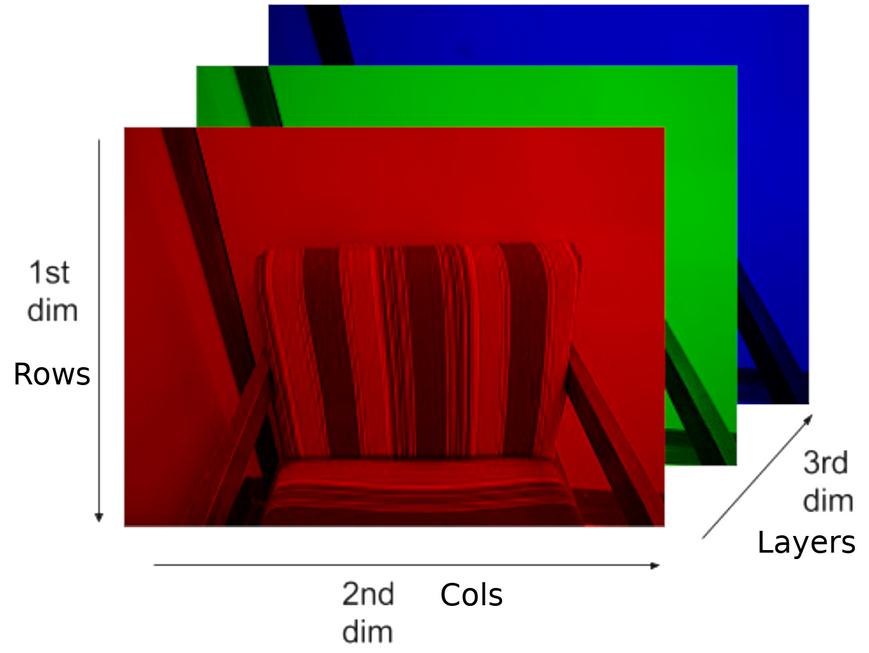 1st
dim
Rows
3rd
dim
Layers
2nd Cols
dim